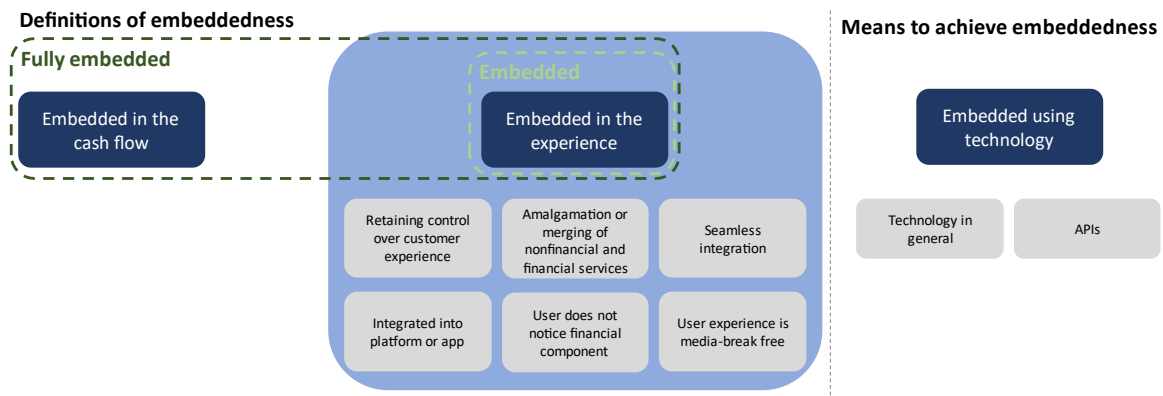 Definitions of embeddedness
Fully embedded
Embedded in the
cash flow
Embedded
Embedded in the
experience
Retaining control
over customer
experience
Amalgamation or
merging of
nonfinancial and
financial services
Seamless
integration
Integrated into
platform or app
User does not
notice financial
component
User experience is
media-break free
Means to achieve embeddedness
Embedded using
technology
Technology in
general
APIs